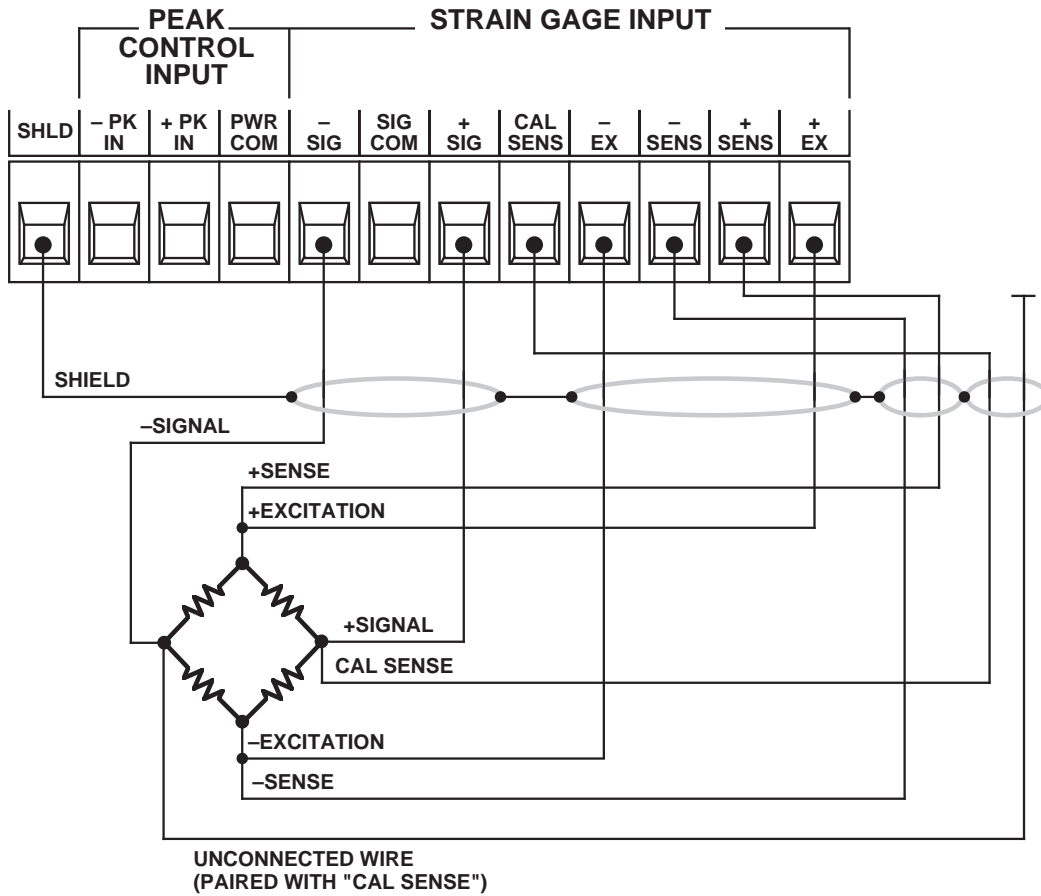 PEAK
CONTROL
INPUT
STRAIN GAGE INPUT
SHLD
– PK
IN
+ PK
IN
PWR
COM
–
SIG
SIG
COM
+
SIG
CAL
SENS
–
EX
–
SENS
+
SENS
+
EX
SHIELD
–SIGNAL
+SENSE
+EXCITATION
+SIGNAL
CAL SENSE
–EXCITATION
–SENSE
UNCONNECTED WIRE
(PAIRED WITH "CAL SENSE")